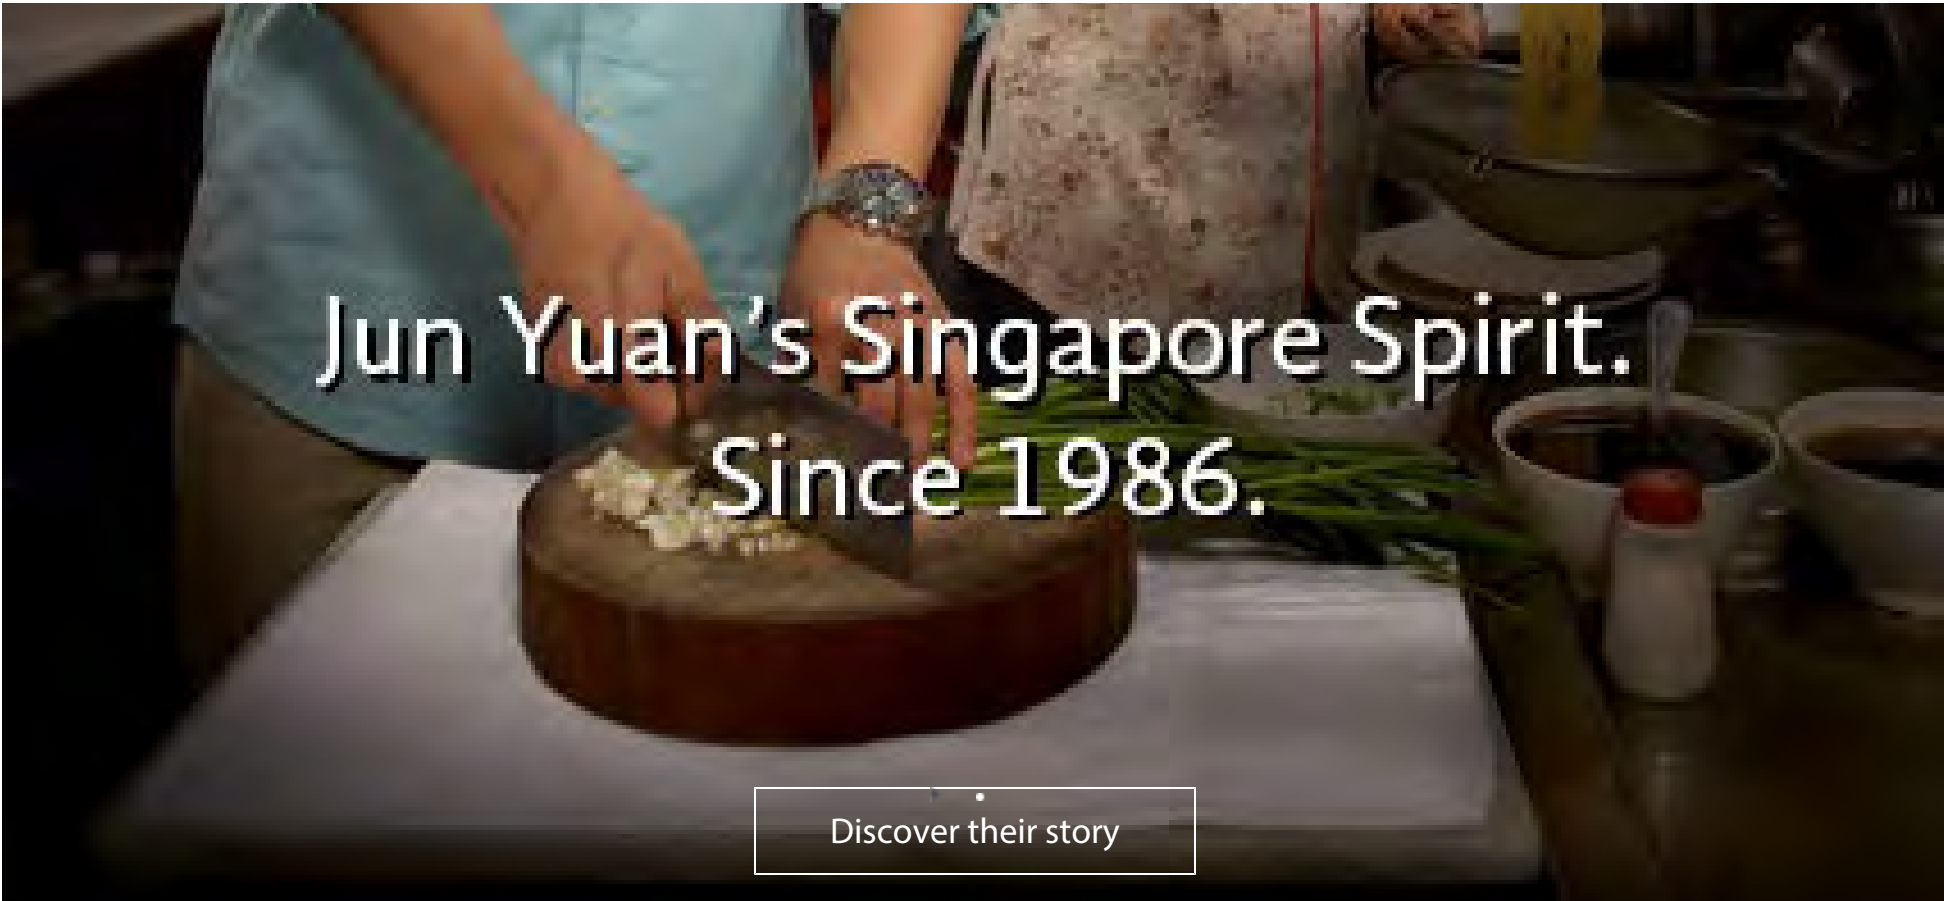 Jun Yuan’s Singapore Spirit.
Since 1986.
Discover their story